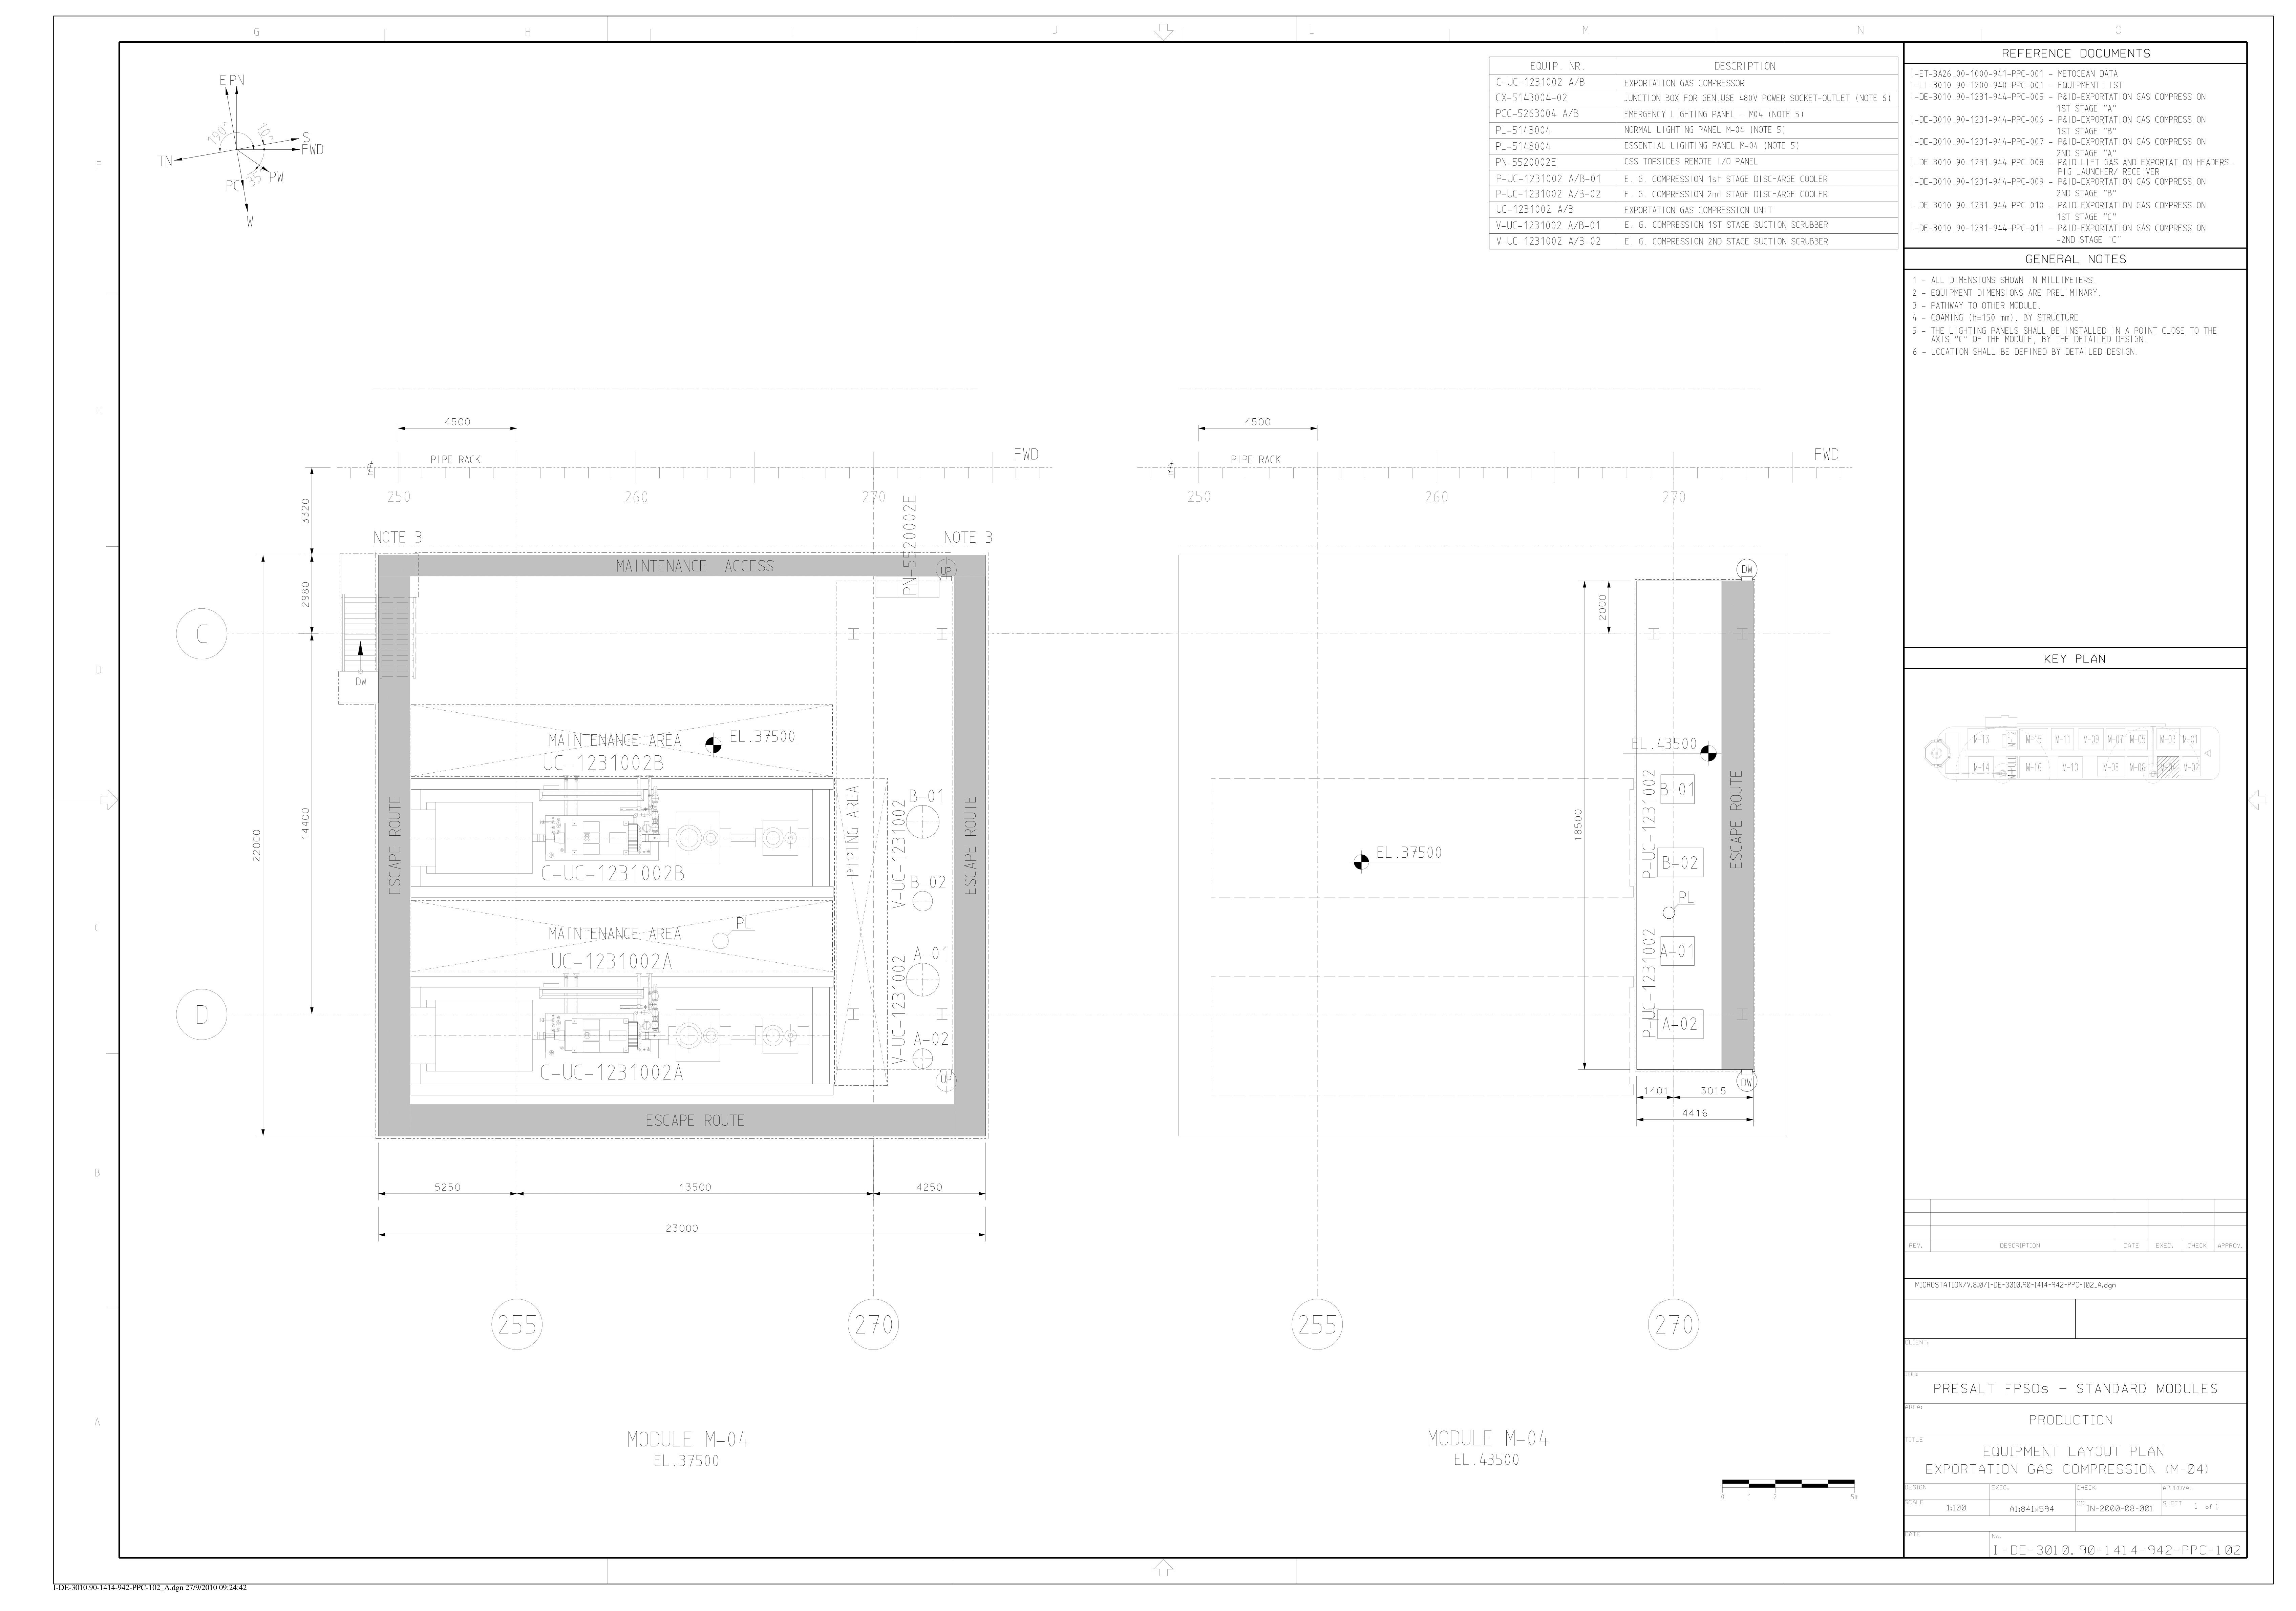 G H I J L M N O
F
E
D
C
B
A
E PN
S
FWD
TN
190°
10°
35°
PC
PW
W
EQUIP. NR. DESCRIPTION
C-UC-1231002 A/B EXPORTATION GAS COMPRESSOR
CX-5143004-02 JUNCTION BOX FOR GEN.USE 480V POWER SOCKET-OUTLET (NOTE 6)
PCC-5263004 A/B EMERGENCY LIGHTING PANEL - M04 (NOTE 5)
PL-5143004 NORMAL LIGHTING PANEL M-04 (NOTE 5)
PL-5148004 ESSENTIAL LIGHTING PANEL M-04 (NOTE 5)
PN-5520002E CSS TOPSIDES REMOTE I/O PANEL
P-UC-1231002 A/B-01 E. G. COMPRESSION 1st STAGE DISCHARGE COOLER
P-UC-1231002 A/B-02 E. G. COMPRESSION 2nd STAGE DISCHARGE COOLER
UC-1231002 A/B EXPORTATION GAS COMPRESSION UNIT
V-UC-1231002 A/B-01 E. G. COMPRESSION 1ST STAGE SUCTION SCRUBBER
V-UC-1231002 A/B-02 E. G. COMPRESSION 2ND STAGE SUCTION SCRUBBER
REFERENCE DOCUMENTS
I-ET-3A26.00-1000-941-PPC-001 - METOCEAN DATA
I-LI-3010.90-1200-940-PPC-001 - EQUIPMENT LIST
I-DE-3010.90-1231-944-PPC-005 - P&ID-EXPORTATION GAS COMPRESSION
1ST STAGE "A"
I-DE-3010.90-1231-944-PPC-006 - P&ID-EXPORTATION GAS COMPRESSION
1ST STAGE "B"
I-DE-3010.90-1231-944-PPC-007 - P&ID-EXPORTATION GAS COMPRESSION
2ND STAGE "A"
I-DE-3010.90-1231-944-PPC-008 - P&ID-LIFT GAS AND EXPORTATION HEADERS-
PIG LAUNCHER/ RECEIVER
I-DE-3010.90-1231-944-PPC-009 - P&ID-EXPORTATION GAS COMPRESSION
2ND STAGE "B"
I-DE-3010.90-1231-944-PPC-010 - P&ID-EXPORTATION GAS COMPRESSION
1ST STAGE "C"
I-DE-3010.90-1231-944-PPC-011 - P&ID-EXPORTATION GAS COMPRESSION
-2ND STAGE "C"
GENERAL NOTES
1 - ALL DIMENSIONS SHOWN IN MILLIMETERS.
2 - EQUIPMENT DIMENSIONS ARE PRELIMINARY.
3 - PATHWAY TO OTHER MODULE.
4 - COAMING (h=150 mm), BY STRUCTURE.
5 - THE LIGHTING PANELS SHALL BE INSTALLED IN A POINT CLOSE TO THE
AXIS "C" OF THE MODULE, BY THE DETAILED DESIGN.
6 - LOCATION SHALL BE DEFINED BY DETAILED DESIGN.
KEY PLAN
M-13 M-12 M-15 M-11 M-09 M-07 M-05 M-03 M-01
M-14 M-HULL M-16 M-10 M-08 M-06 M-04 M-02
4500
PIPE RACK
FWD
250 260 270
3320
NOTE 3
NOTE 3
PN-5520002E
MAINTENANCE ACCESS
UP
2980
C
DW
MAINTENANCE AREA
EL.37500
UC-1231002B
ESCAPE ROUTE
22000
14400
C-UC-1231002B
PIPING AREA
V-UC-1231002
B-01
B-02
ESCAPE ROUTE
MAINTENANCE AREA
PL
UC-1231002A
V-UC-1231002
A-01
A-02
D
C-UC-1231002A
UP
ESCAPE ROUTE
5250 13500 4250
23000
255 270
MODULE M-04
EL.37500
4500
PIPE RACK
FWD
250 260 270
DW
2000
EL.43500
18500
P-UC-1231002
B-01
B-02
ESCAPE ROUTE
EL.37500
PL
P-UC-1231002
A-01
A-02
DW
1401 3015
4416
255 270
MODULE M-04
EL.43500
0 1 2 5m
REV. DESCRIPTION DATE EXEC. CHECK APPROV.
MICROSTATION/V.8.0/I-DE-3010.90-1414-942-PPC-102_A.dgn
CLIENT:
JOB:
PRESALT FPSOs - STANDARD MODULES
AREA:
PRODUCTION
TITLE
EQUIPMENT LAYOUT PLAN
EXPORTATION GAS COMPRESSION (M-04)
DESIGN EXEC. CHECK APPROVAL
SCALE 1:100 A1:841x594 CC IN-2000-08-001 SHEET 1 of 1
DATE No.
I-DE-3010.90-1414-942-PPC-102
I-DE-3010.90-1414-942-PPC-102_A.dgn 27/9/2010 09:24:42